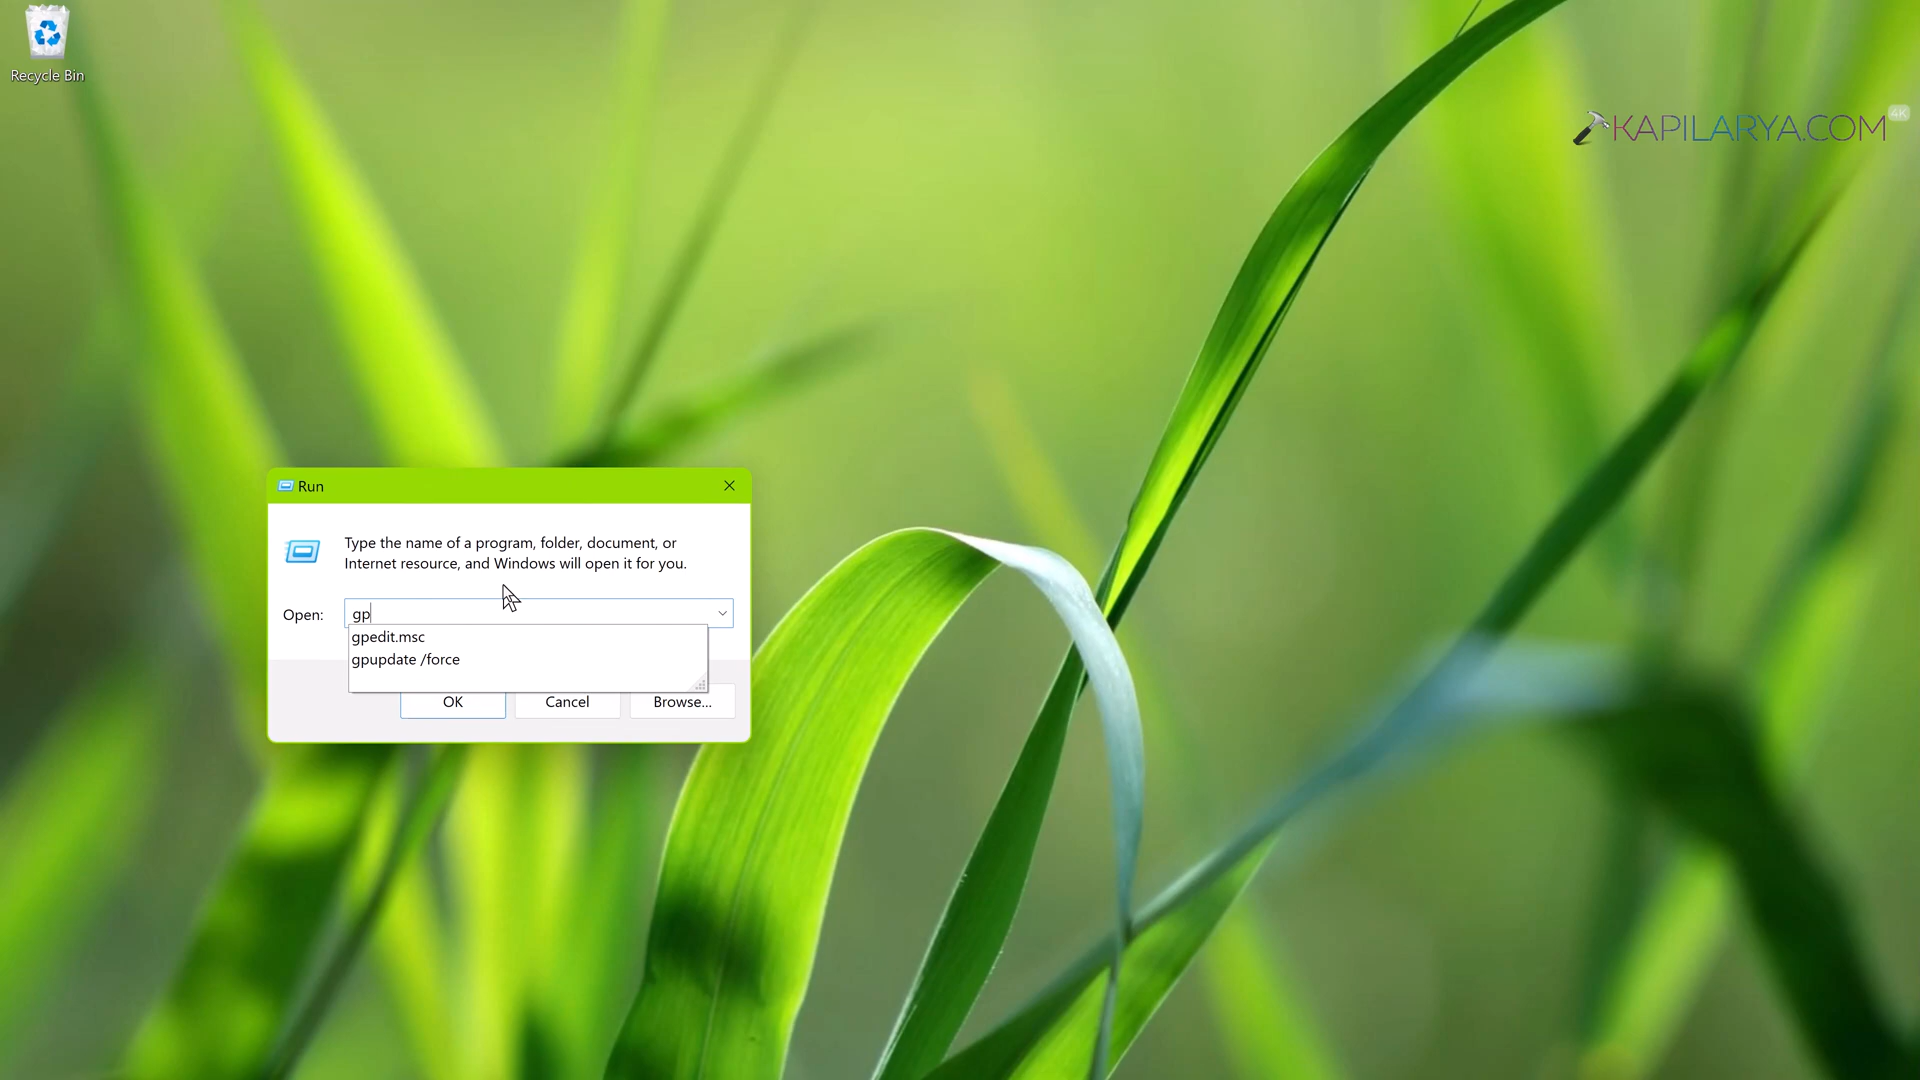 Recycle Bin
KAPILARYA.COM
4K
Run
Type the name of a program, folder, document, or
Internet resource, and Windows will open it for you.
Open:
gp
gpedit.msc
gpupdate /force
OK
Cancel
Browse...